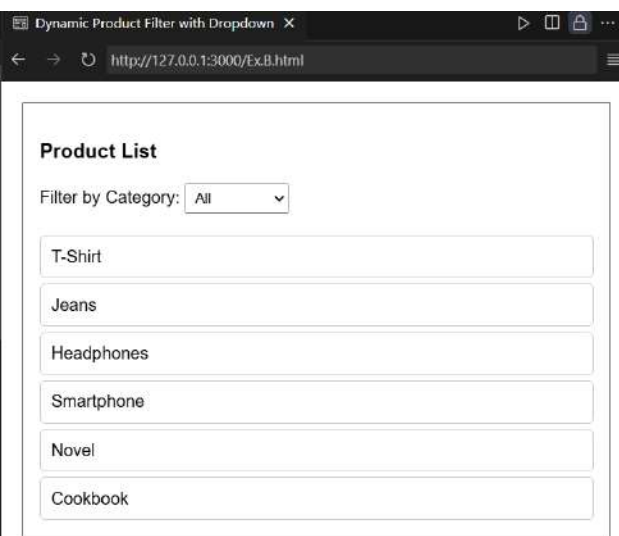 Dynamic Product Filter with Dropdown
http://127.0.0.1:3000/Ex.8.html
Product List
Filter by Category: All
T-Shirt
Jeans
Headphones
Smartphone
Novel
Cookbook